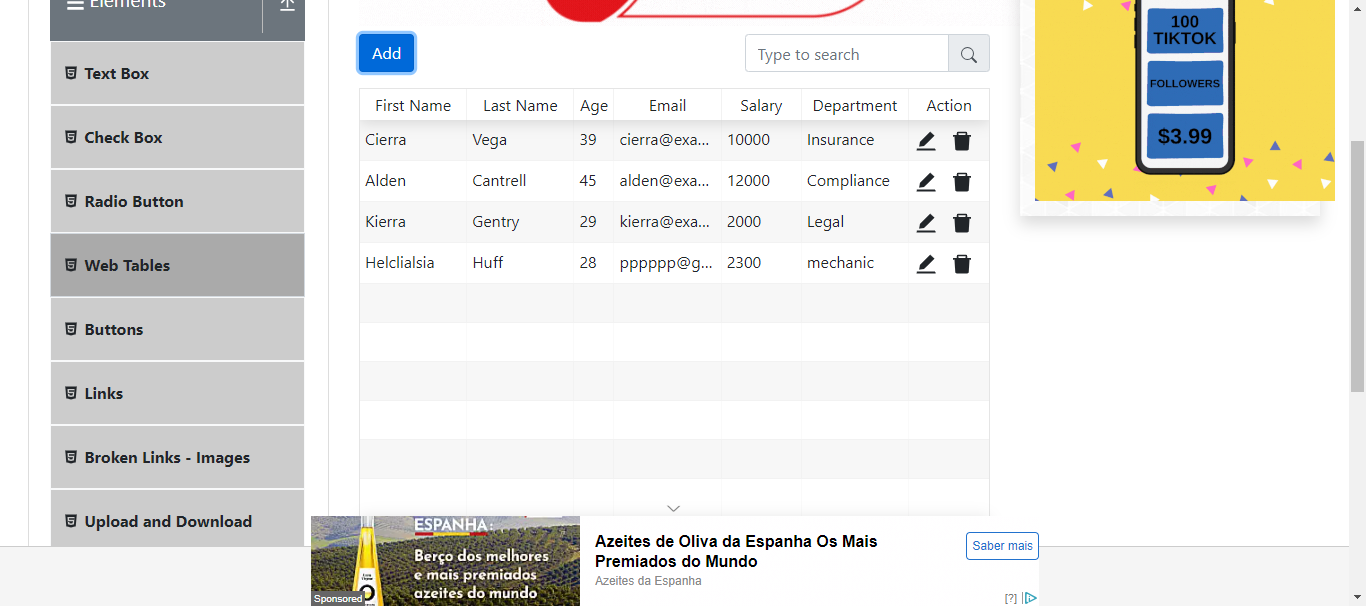 Elements
Text Box
Check Box
Radio Button
Web Tables
Buttons
Links
Broken Links - Images
Upload and Download
Add
Type to search
First Name Last Name Age Email Salary Department Action
Cierra Vega 39 cierra@exa... 10000 Insurance
Alden Cantrell 45 alden@exa... 12000 Compliance
Kierra Gentry 29 kierra@exa... 2000 Legal
Helclialsia Huff 28 pppppp@g... 2300 mechanic
100
TIKTOK
FOLLOWERS
$3.99
ESPANHA:
Berço dos melhores
e mais premiados
azeites do mundo
Sponsored
Azeites de Oliva da Espanha Os Mais
Premiados do Mundo
Azeites da Espanha
Saber mais
[?]